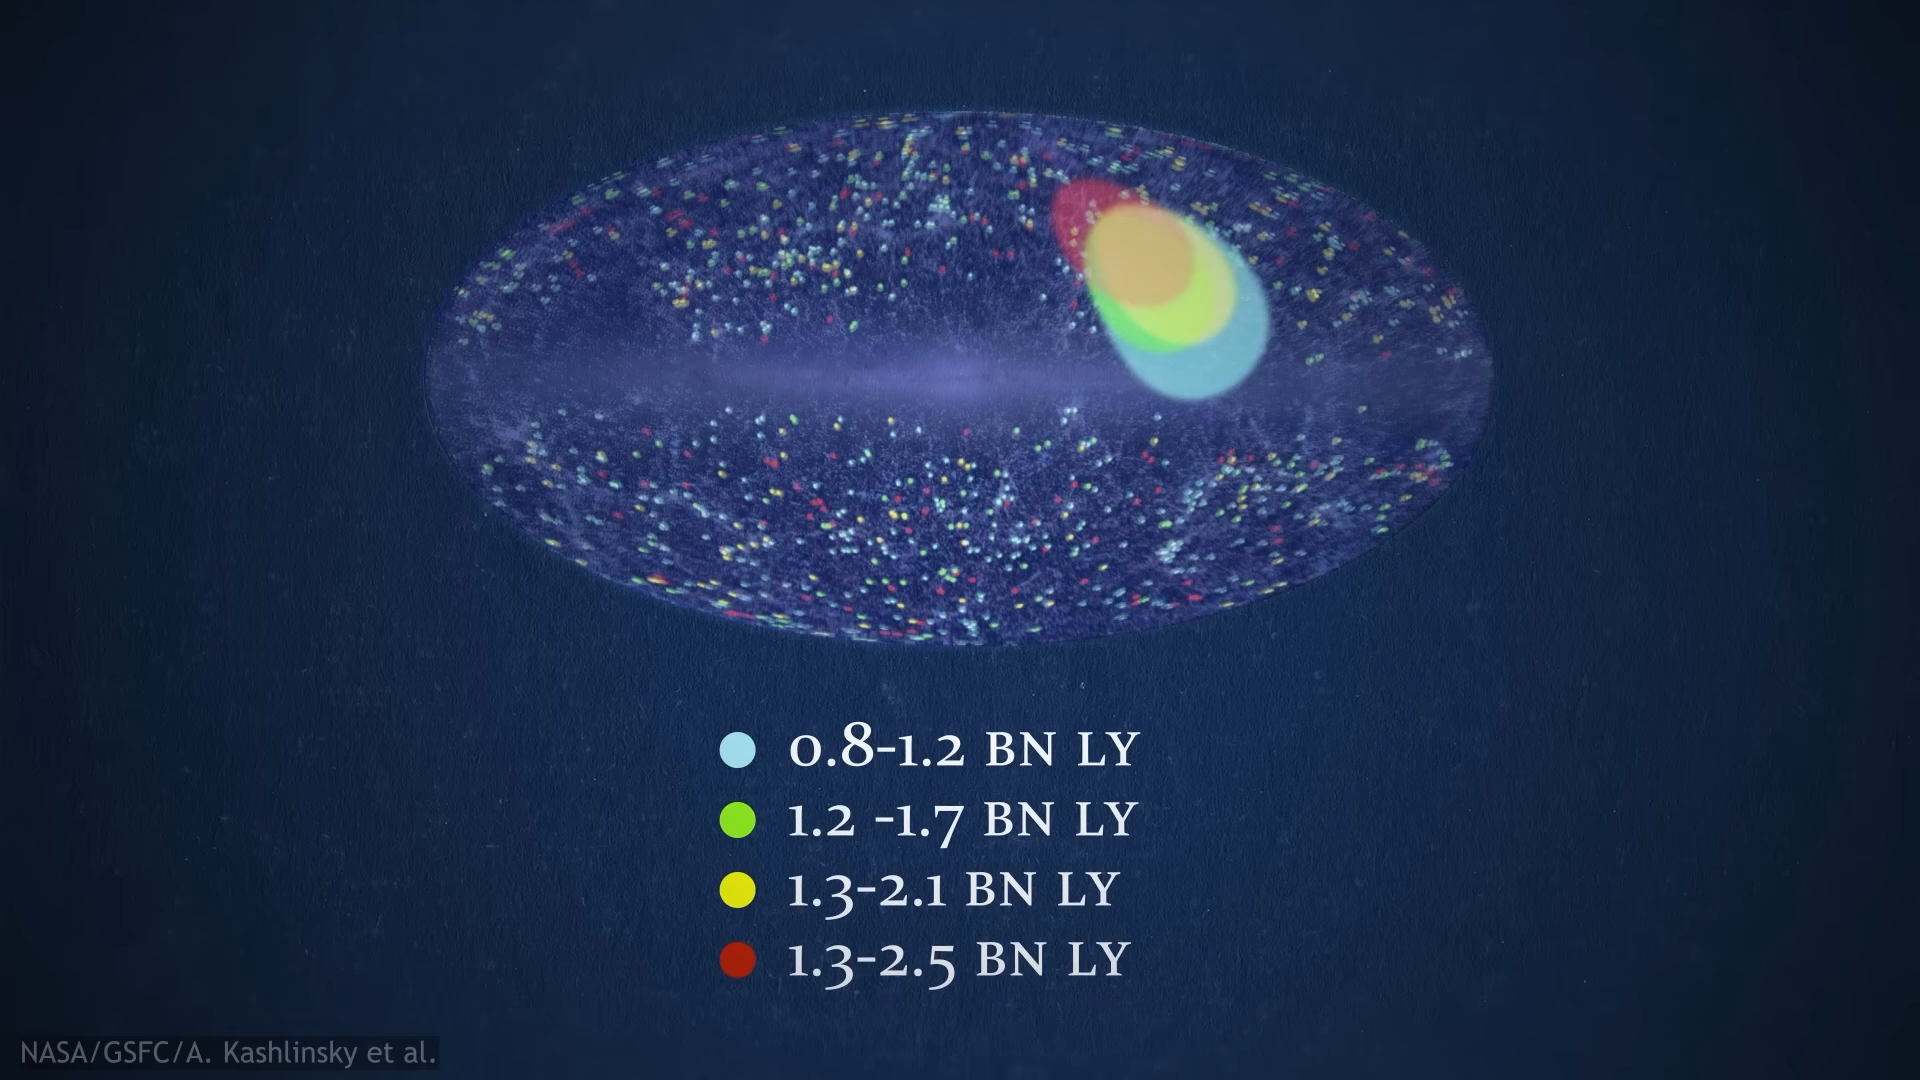 0.8-1.2 BN LY
1.2 -1.7 BN LY
1.3-2.1 BN LY
1.3-2.5 BN LY
NASA/GSFC/A. Kashlinsky et al.